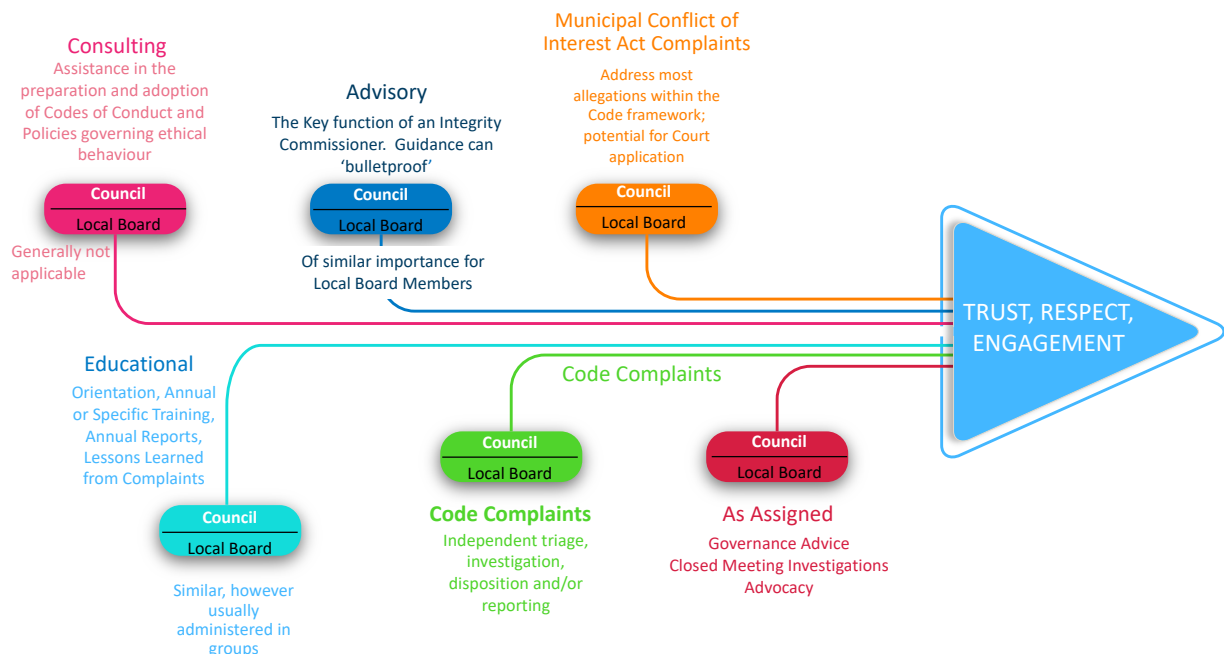 Consulting
Assistance in the
preparation and adoption
of Codes of Conduct and
Policies governing ethical
behaviour
Council
Local Board
Generally not
applicable
Advisory
The Key function of an Integrity
Commissioner.  Guidance can
‘bulletproof’
Council
Local Board
Of similar importance for
Local Board Members
Municipal Conflict of
Interest Act Complaints
Address most
allegations within the
Code framework;
potential for Court
application
Council
Local Board
TRUST, RESPECT,
ENGAGEMENT
Educational
Orientation, Annual
or Specific Training,
Annual Reports,
Lessons Learned
from Complaints
Council
Local Board
Similar, however
usually
administered in
groups
Code Complaints
Council
Local Board
Code Complaints
Independent triage,
investigation,
disposition and/or
reporting
Council
Local Board
As Assigned
Governance Advice
Closed Meeting Investigations
Advocacy